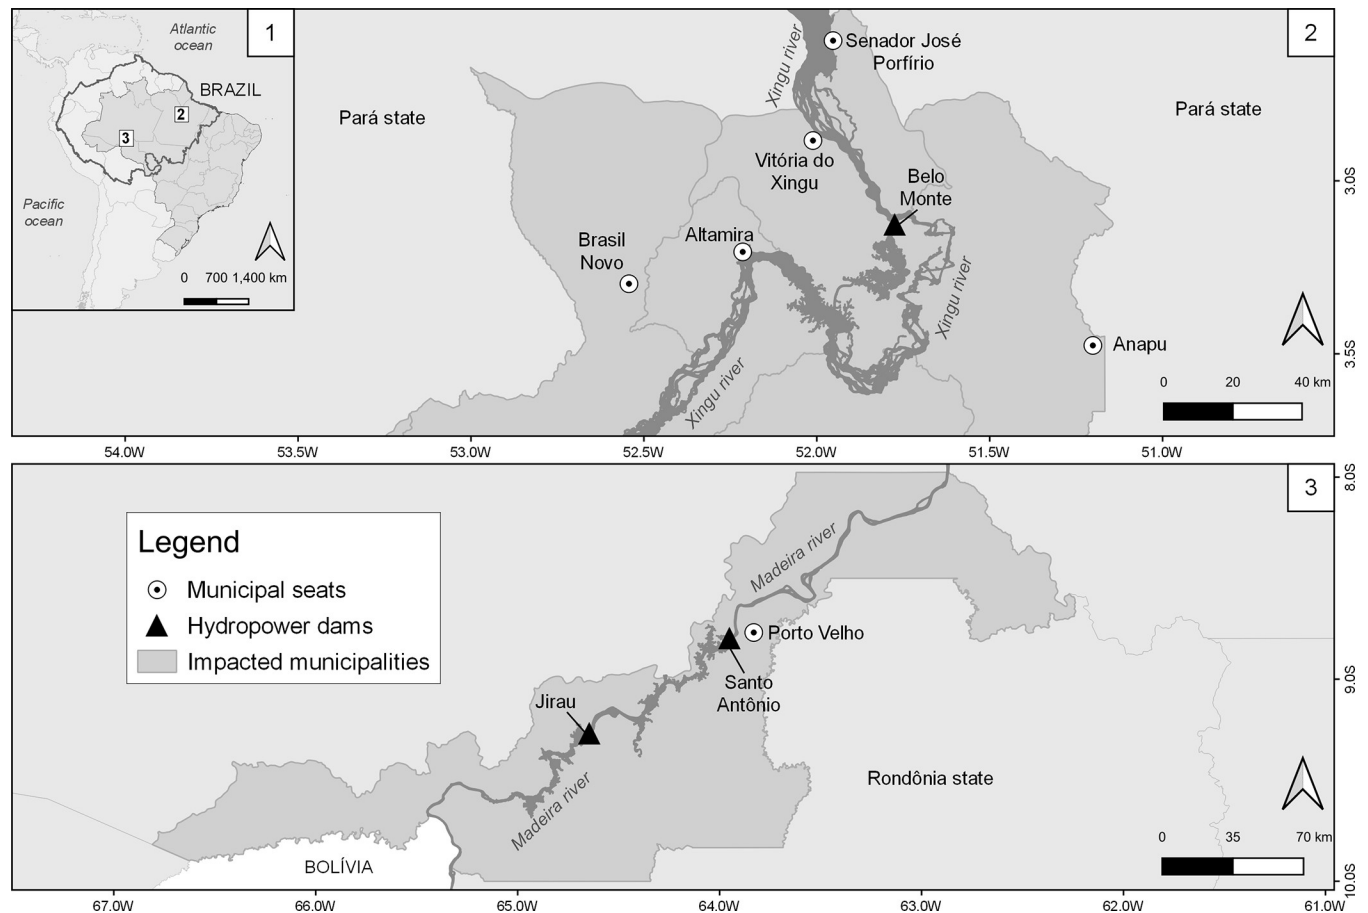 1
Atlantic
ocean
BRAZIL
2
3
Pacific
ocean
0 700 1,400 km
2
Pará state
Xingu river
Senador José
Porfírio
Pará state
Vitória do
Xingu
Belo
Monte
Altamira
Brasil
Novo
Xingu river
Xingu river
Anapu
0 20 40 km
3.0S
3.5S
54.0W 53.5W 53.0W 52.5W 52.0W 51.5W 51.0W
3
Legend
Municipal seats
Hydropower dams
Impacted municipalities
Madeira river
Porto Velho
Santo
Antônio
Jirau
Madeira river
Rondônia state
BOLÍVIA
0 35 70 km
8.0S
9.0S
10.0S
67.0W 66.0W 65.0W 64.0W 63.0W 62.0W 61.0W